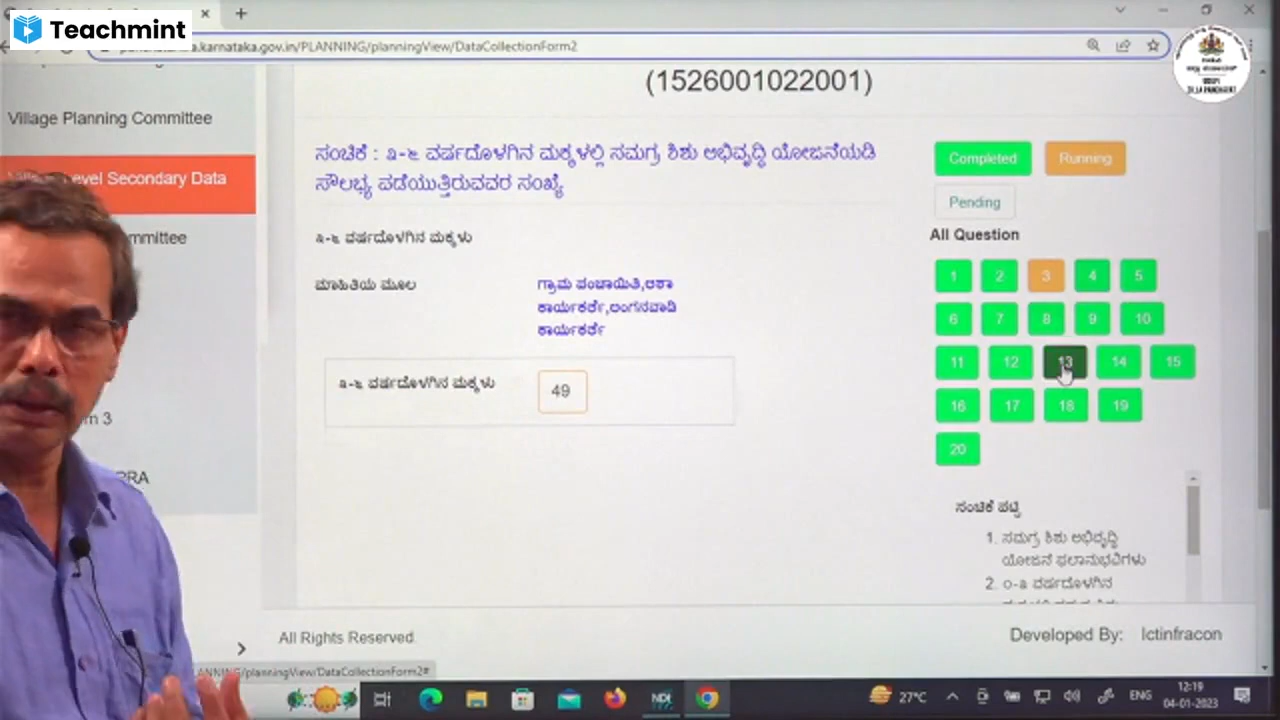 Teachmint
karnataka.gov.in/PLANNING/planningView/DataCollectionForm2
(1526001022001)
Village Planning Committee
Level Secondary Data
mmittee
m 3
PRA
ಸಂಚಿಕೆ : ೩-೬ ವರ್ಷದೊಳಗಿನ ಮಕ್ಕಳಲ್ಲಿ ಸಮಗ್ರ ಶಿಶು ಅಭಿವೃದ್ಧಿ ಯೋಜನೆಯಡಿ
ಸೌಲಭ್ಯ ಪಡೆಯುತ್ತಿರುವವರ ಸಂಖ್ಯೆ
೩-೬ ವರ್ಷದೊಳಗಿನ ಮಕ್ಕಳು
ಮಾಹಿತಿಯ ಮೂಲ
ಗ್ರಾಮ ಪಂಚಾಯಿತಿ,ಆಶಾ
ಕಾರ್ಯಕರ್ತೆ,ಅಂಗನವಾಡಿ
ಕಾರ್ಯಕರ್ತೆ
೩-೬ ವರ್ಷದೊಳಗಿನ ಮಕ್ಕಳು 49
Completed Running
Pending
All Question
1 2 3 4 5
6 7 8 9 10
11 12 13 14 15
16 17 18 19
20
ಸಂಚಿಕೆ ಪಟ್ಟಿ
1. ಸಮಗ್ರ ಶಿಶು ಅಭಿವೃದ್ಧಿ
ಯೋಜನೆ ಫಲಾನುಭವಿಗಳು
2. ೦-೩ ವರ್ಷದೊಳಗಿನ
All Rights Reserved
Developed By: Ictinfracon
ANNING/planningView/DataCollectionForm2#
27°C
ENG
12:19
04-01-2023